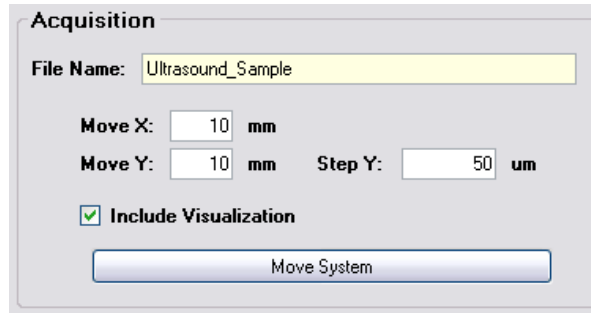 Acquisition
File Name: Ultrasound_Sample
Move X: 10 mm
Move Y: 10 mm Step Y: 50 um
Include Visualization
Move System